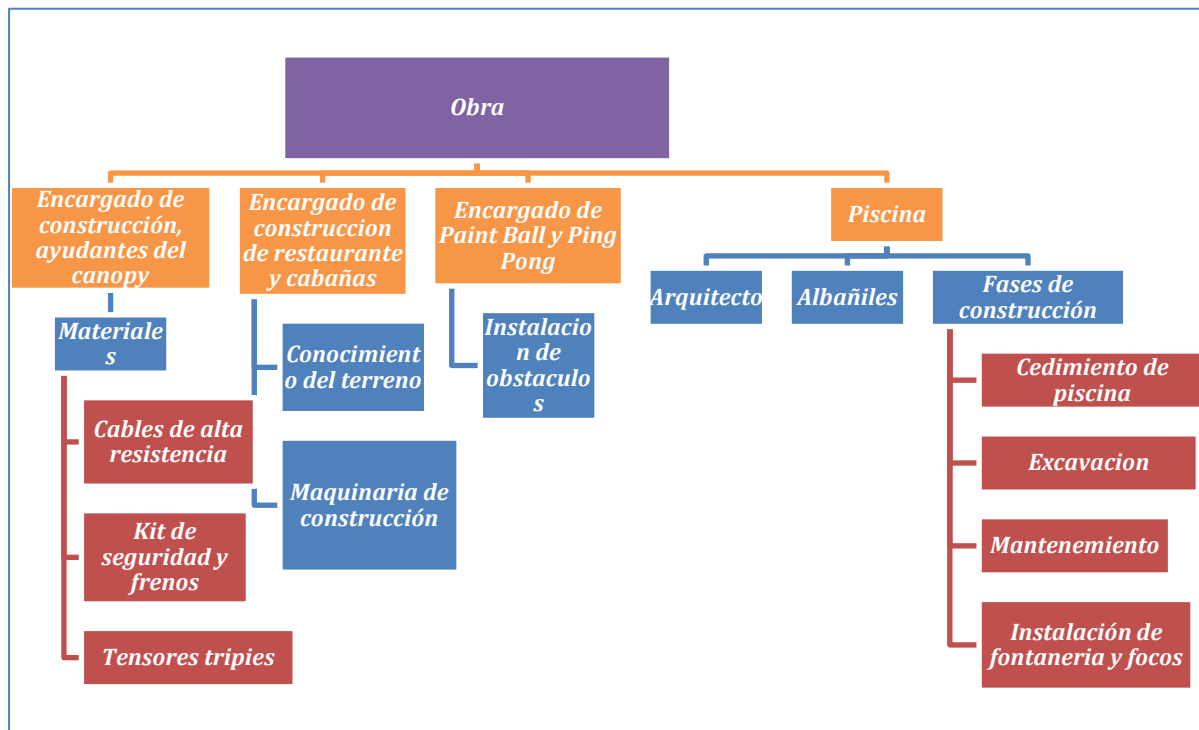 Obra
Encargado de
construcción,
ayudantes del
canopy
Encargado de
construccion
de restaurante
y cabañas
Encargado de
Paint Ball y Ping
Pong
Piscina
Materiale
s
Conocimient
o del terreno
Instalacio
n de
obstaculo
s
Arquitecto
Albañiles
Fases de
construcción
Cables de alta
resistencia
Maquinaria de
construcción
Cedimiento de
piscina
Excavacion
Kit de
seguridad y
frenos
Mantenemiento
Tensores tripies
Instalación de
fontaneria y focos